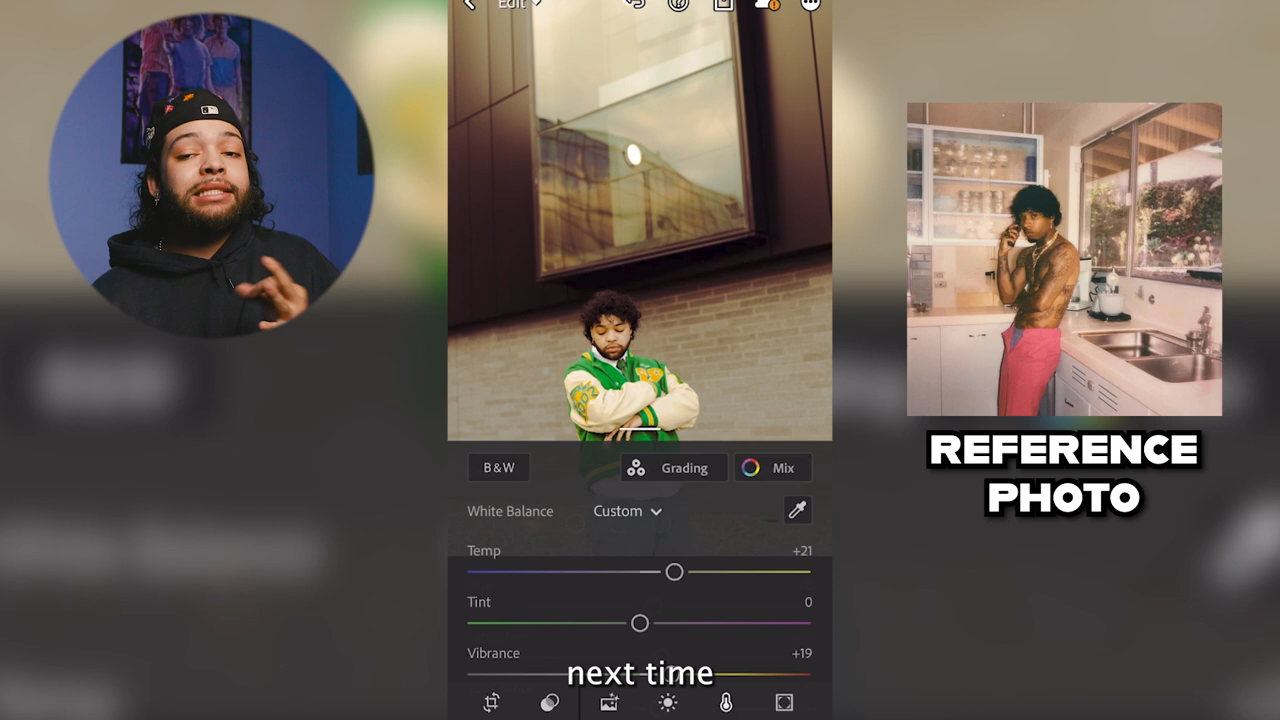 Edit
B&W
Grading
Mix
White Balance
Custom
Temp
+21
Tint
0
Vibrance
+19
next time
REFERENCE
PHOTO